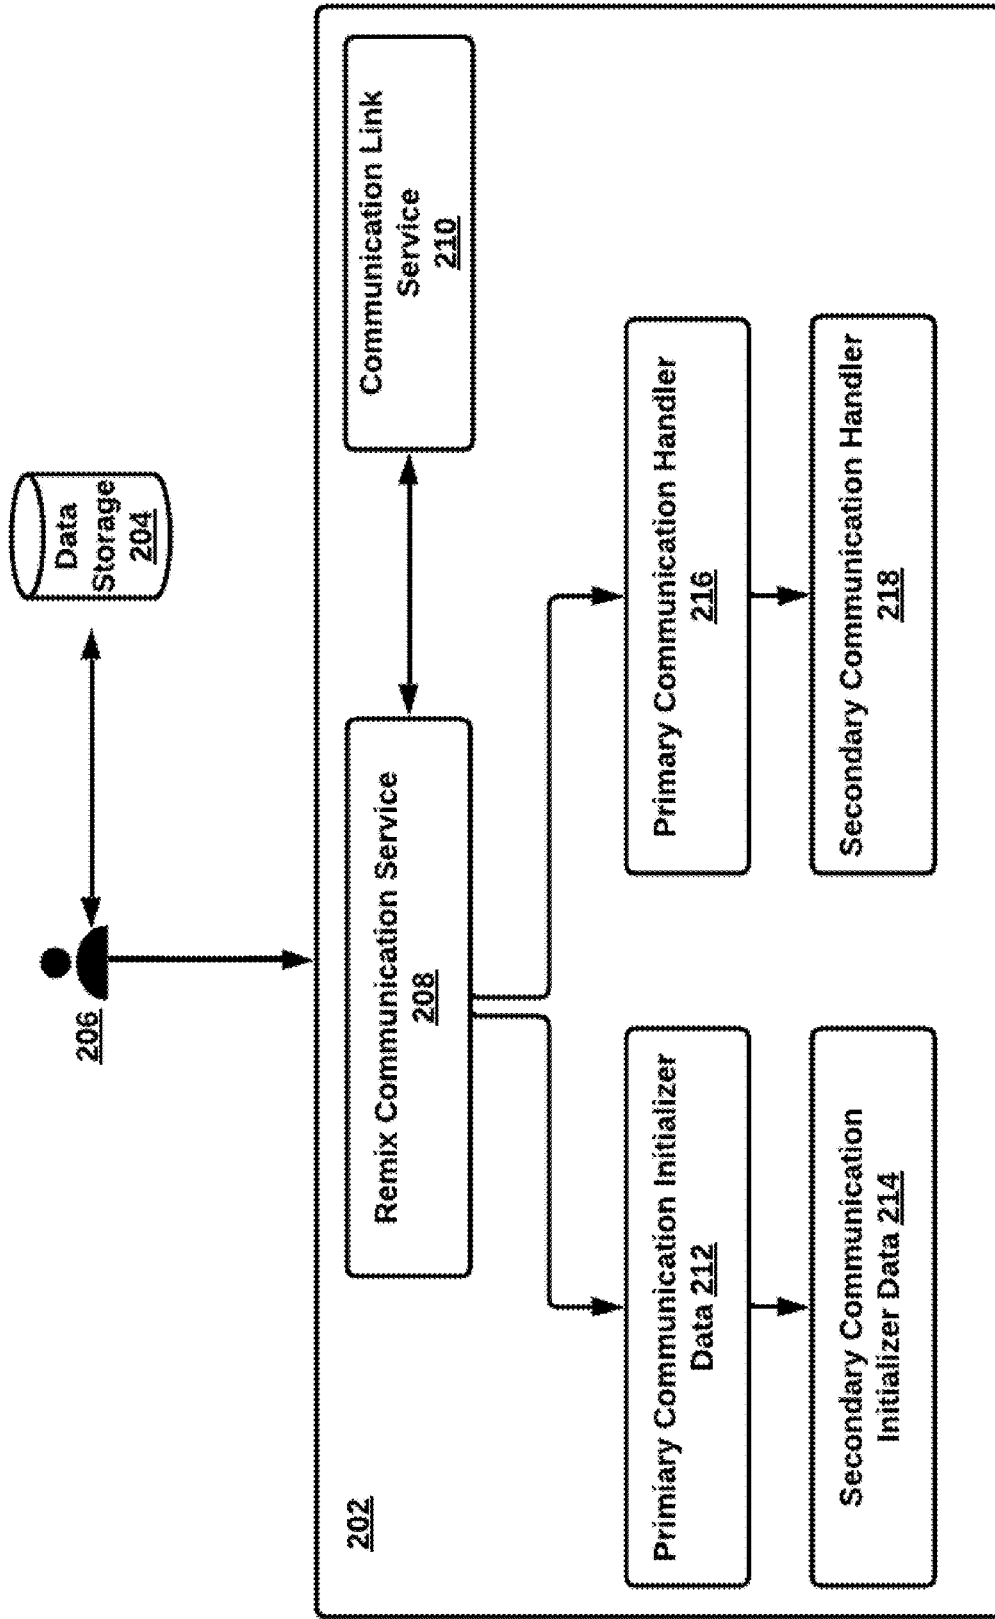 206
Data
Storage
204
202
Remix Communication Service
208
Communication Link
Service
210
Primiary Communication Initializer
Data 212
Primary Communication Handler
216
Secondary Communication
Initializer Data 214
Secondary Communication Handler
218